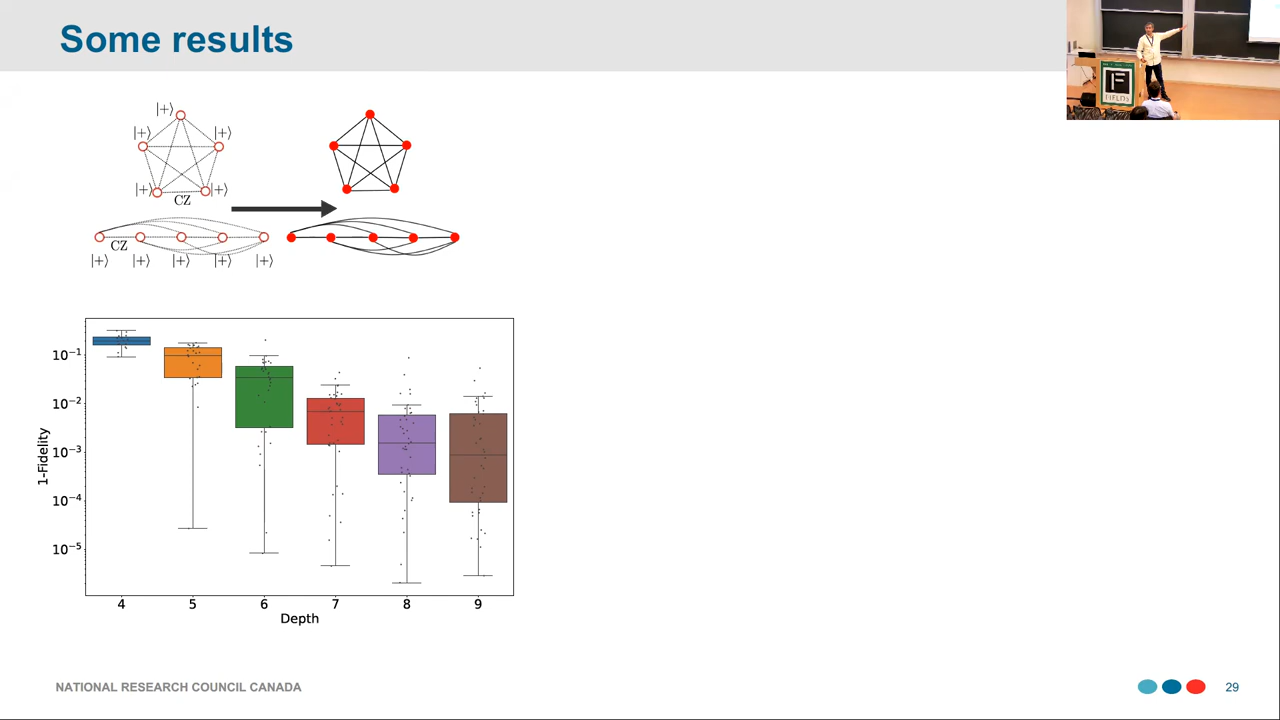 Some results
|+⟩
|+⟩ |+⟩
|+⟩ |+⟩
CZ
CZ
|+⟩ |+⟩ |+⟩ |+⟩ |+⟩
1-Fidelity
10⁻¹
10⁻²
10⁻³
10⁻⁴
10⁻⁵
4 5 6 7 8 9
Depth
NATIONAL RESEARCH COUNCIL CANADA
29
F
FIELDS